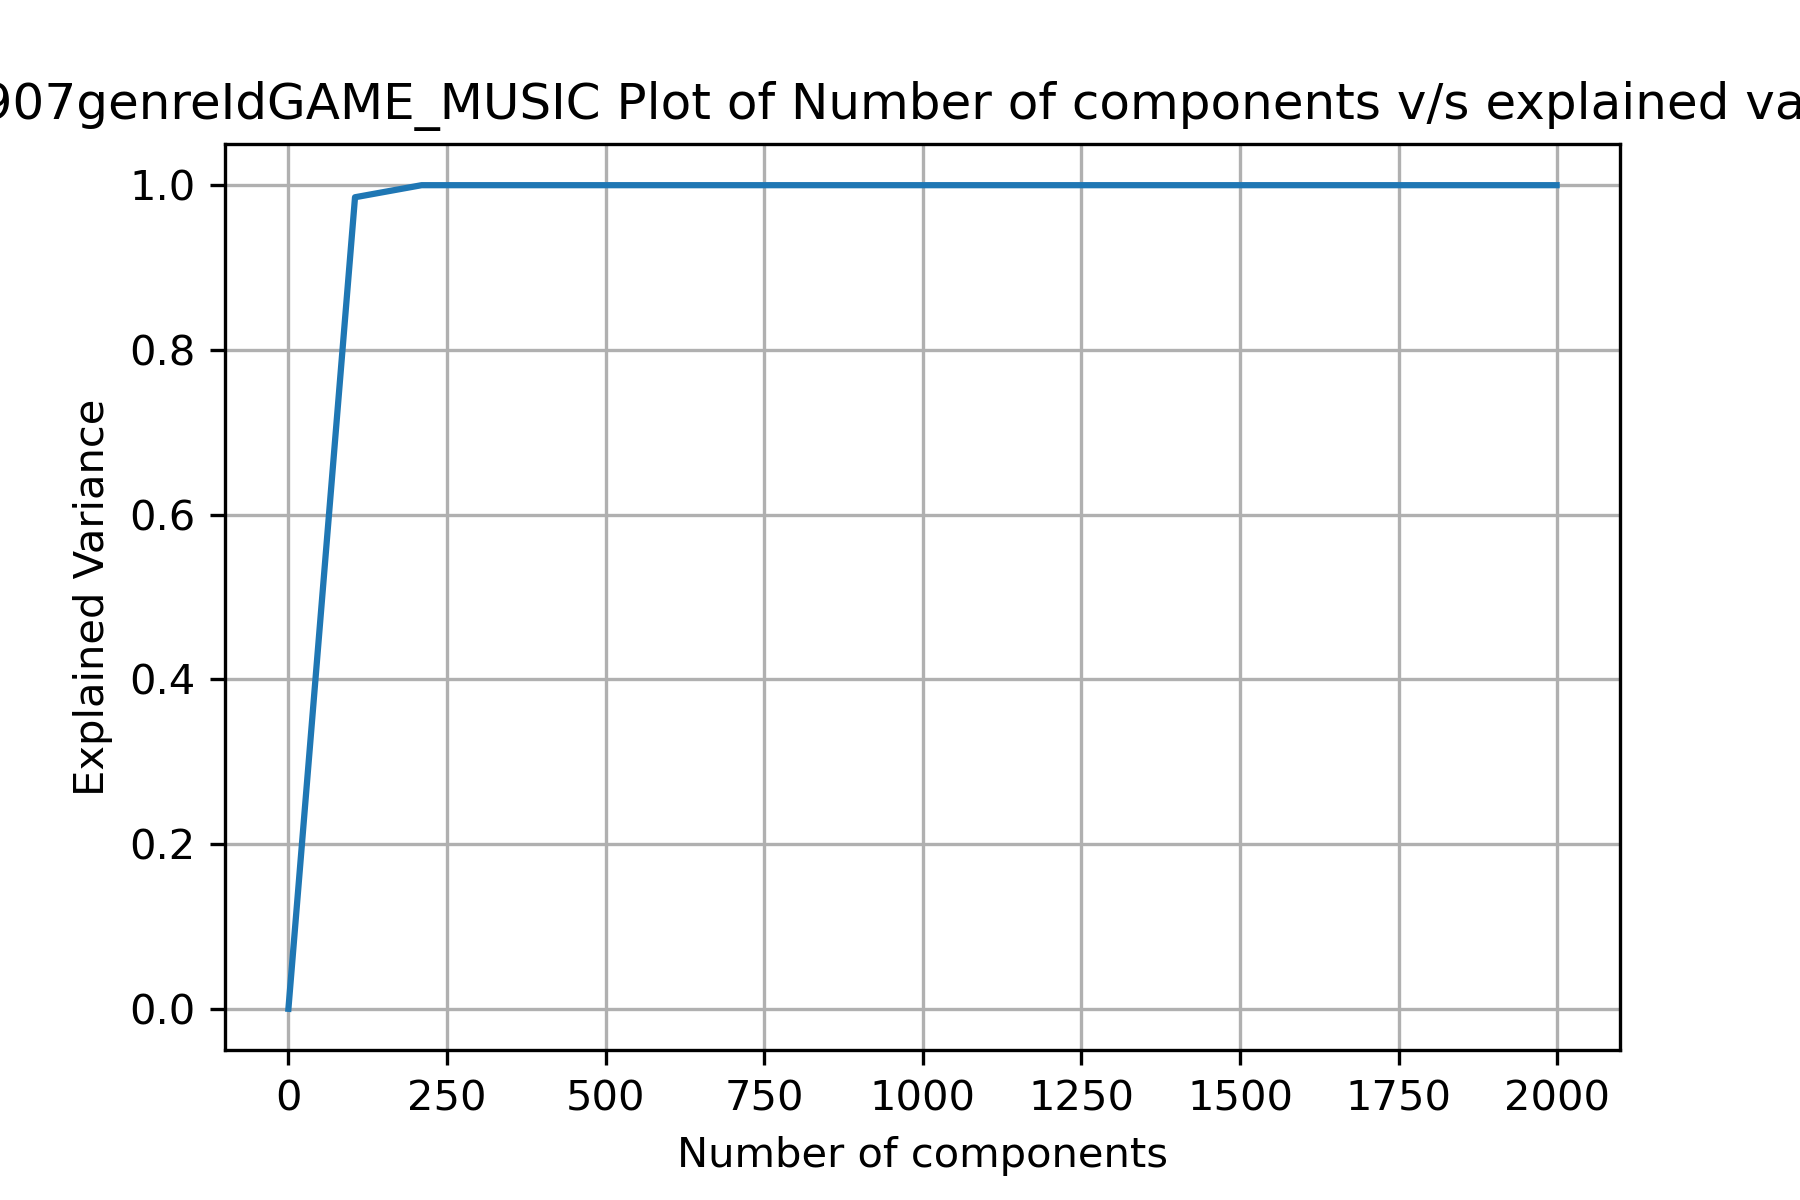 907genreIdGAME_MUSIC Plot of Number of components v/s explained va
1.0
0.8
0.6
0.4
0.2
0.0
Explained Variance
0 250 500 750 1000 1250 1500 1750 2000
Number of components